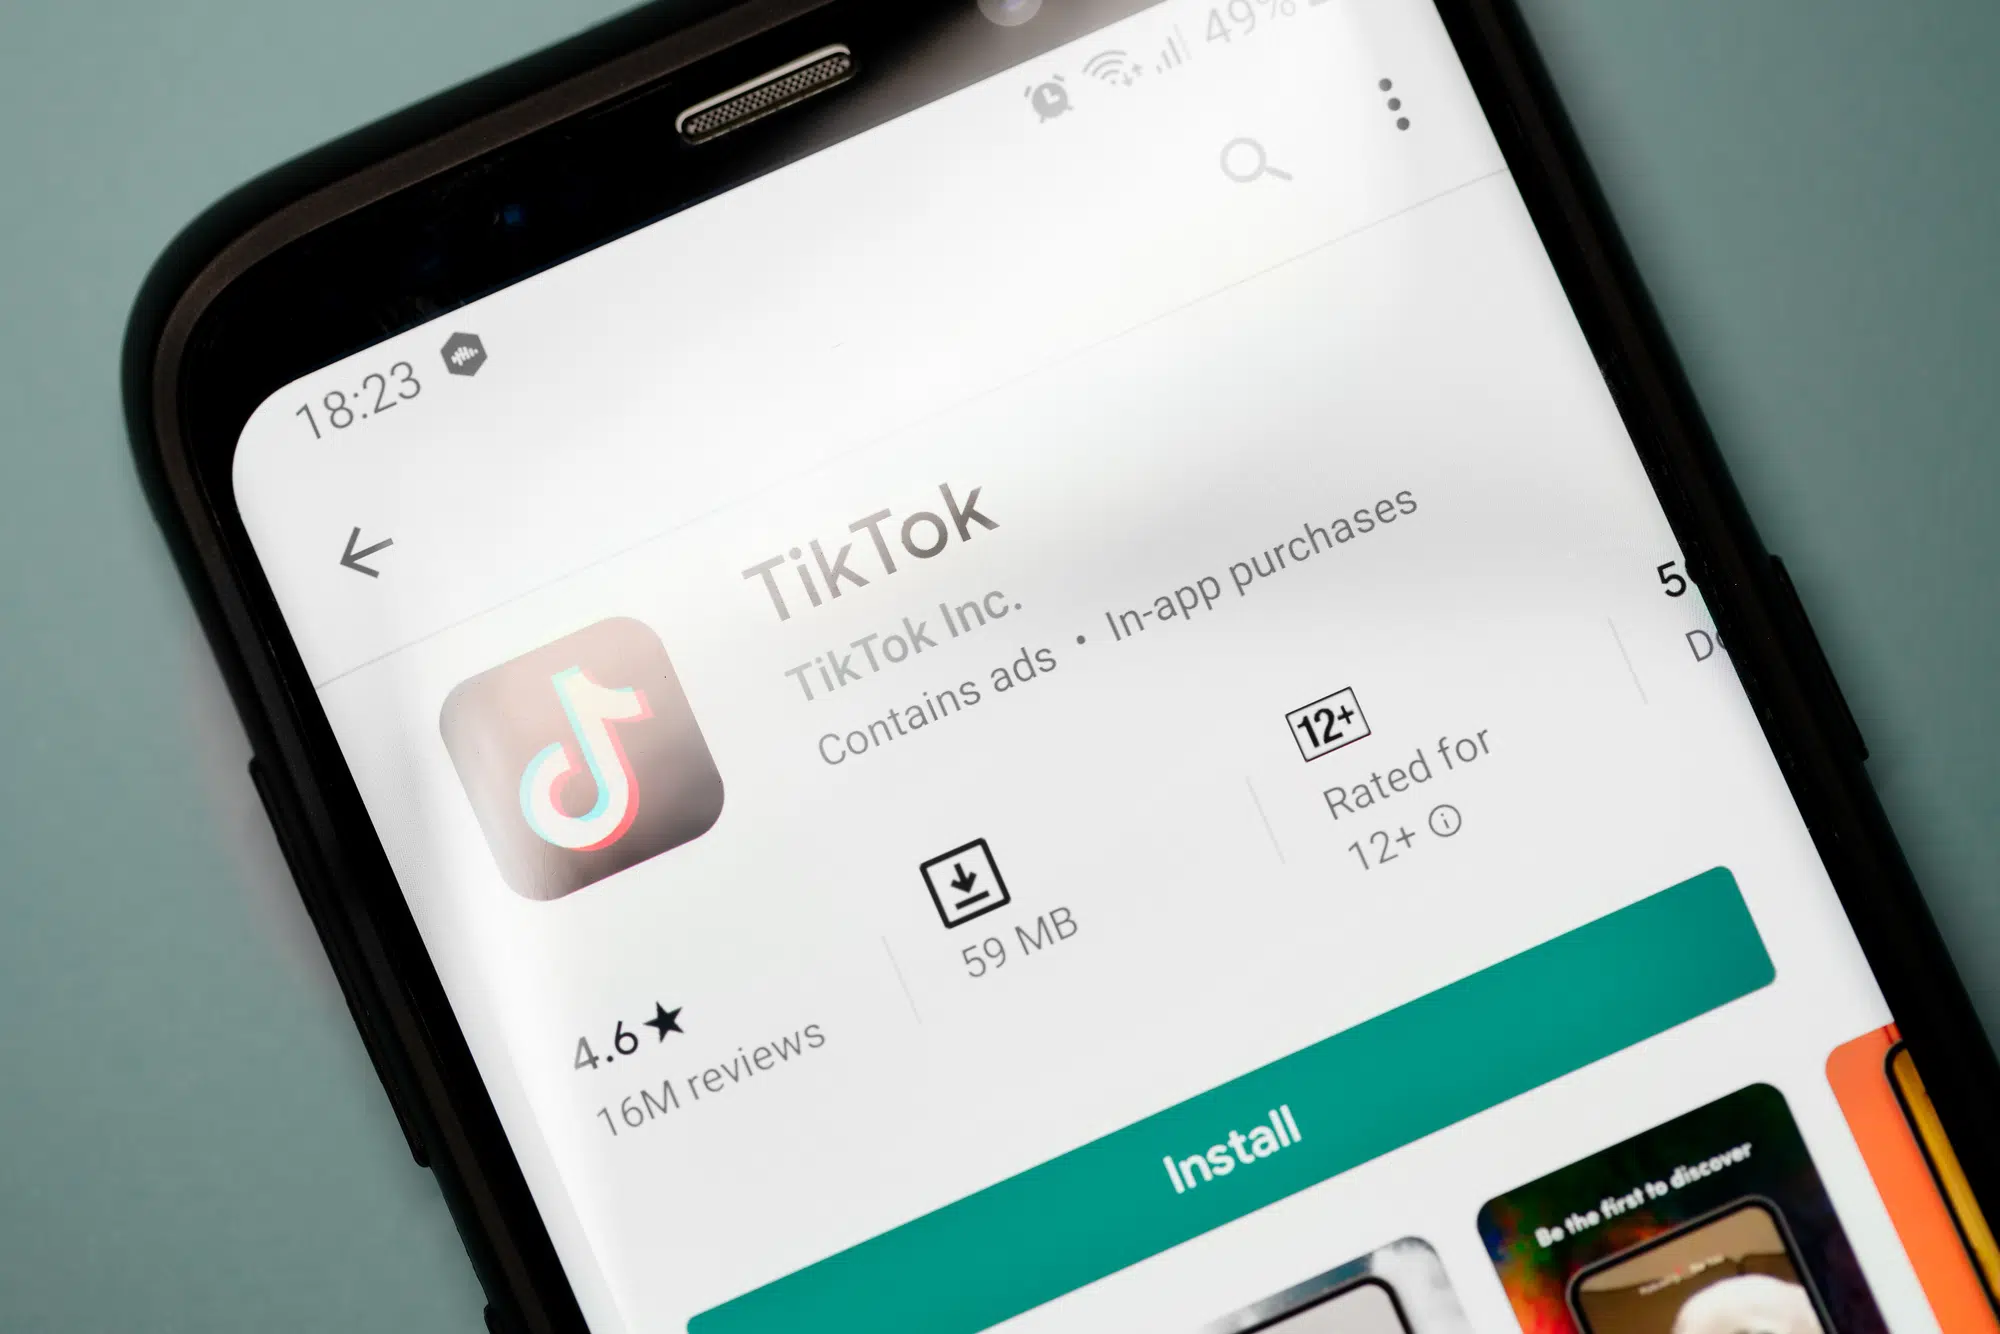 18:23
49%
TikTok
TikTok Inc.
Contains ads • In-app purchases
4.6★
16M reviews
59 MB
12+
Rated for
12+
Install
Be the first to discover